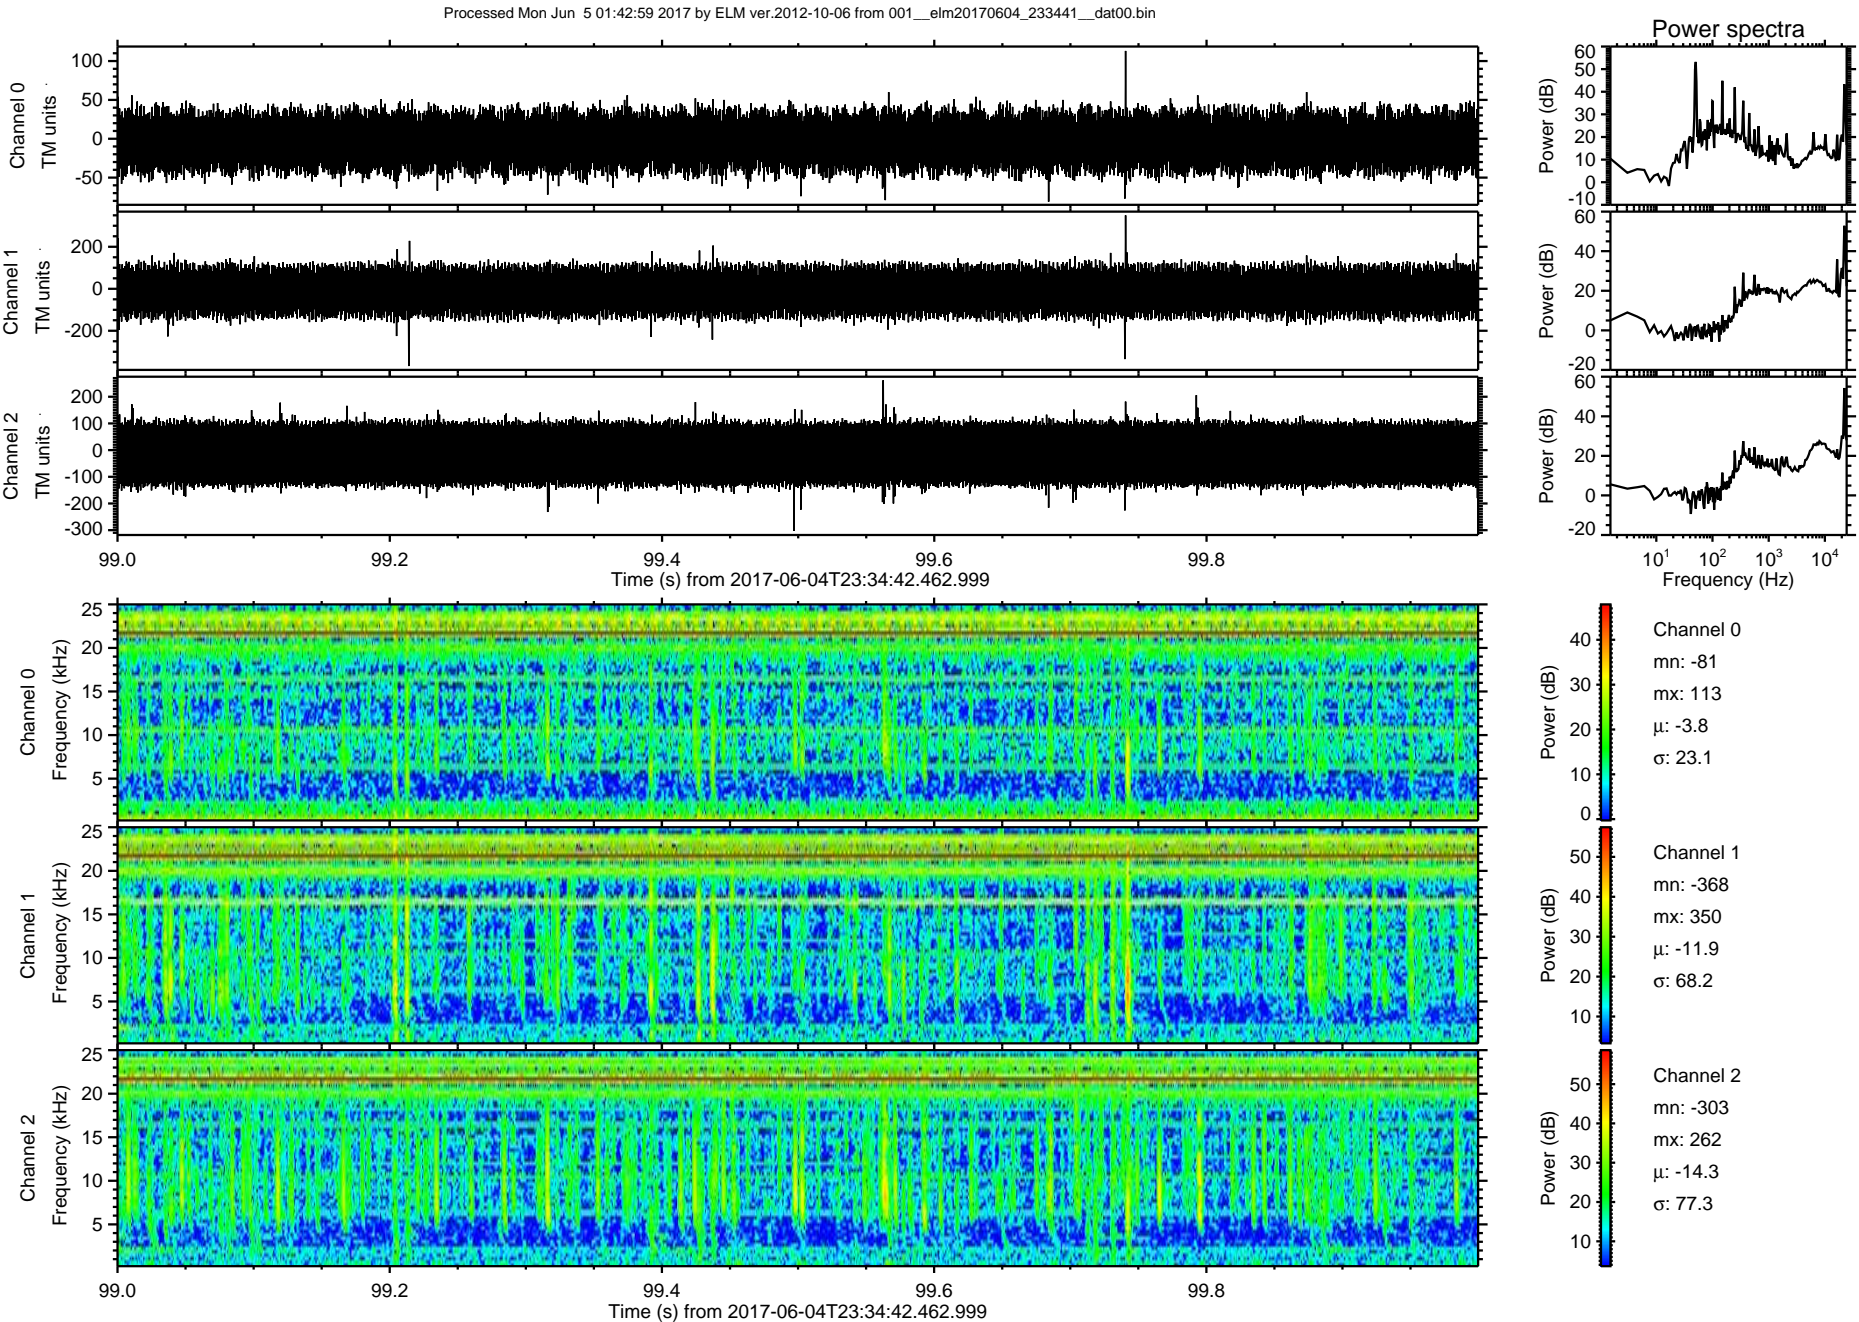 Processed Mon Jun  5 01:42:59 2017 by ELM ver.2012-10-06 from 001__elm20170604_233441__dat00.bin
Power spectra
Channel 0
TM units
100
50
0
-50
Power (dB)
60
50
40
30
20
10
0
-10
Channel 1
TM units
200
0
-200
Power (dB)
60
40
20
0
-20
Channel 2
TM units
200
100
0
-100
-200
-300
Power (dB)
60
40
20
0
-20
99.0 99.2 99.4 99.6 99.8
Time (s) from 2017-06-04T23:34:42.462.999
10^1 10^2 10^3 10^4
Frequency (Hz)
Channel 0
Frequency (kHz)
25
20
15
10
5
Power (dB)
40
30
20
10
0
Channel 0
mn: -81
mx: 113
μ: -3.8
σ: 23.1
Channel 1
Frequency (kHz)
25
20
15
10
5
Power (dB)
50
40
30
20
10
Channel 1
mn: -368
mx: 350
μ: -11.9
σ: 68.2
Channel 2
Frequency (kHz)
25
20
15
10
5
Power (dB)
50
40
30
20
10
Channel 2
mn: -303
mx: 262
μ: -14.3
σ: 77.3
99.0 99.2 99.4 99.6 99.8
Time (s) from 2017-06-04T23:34:42.462.999